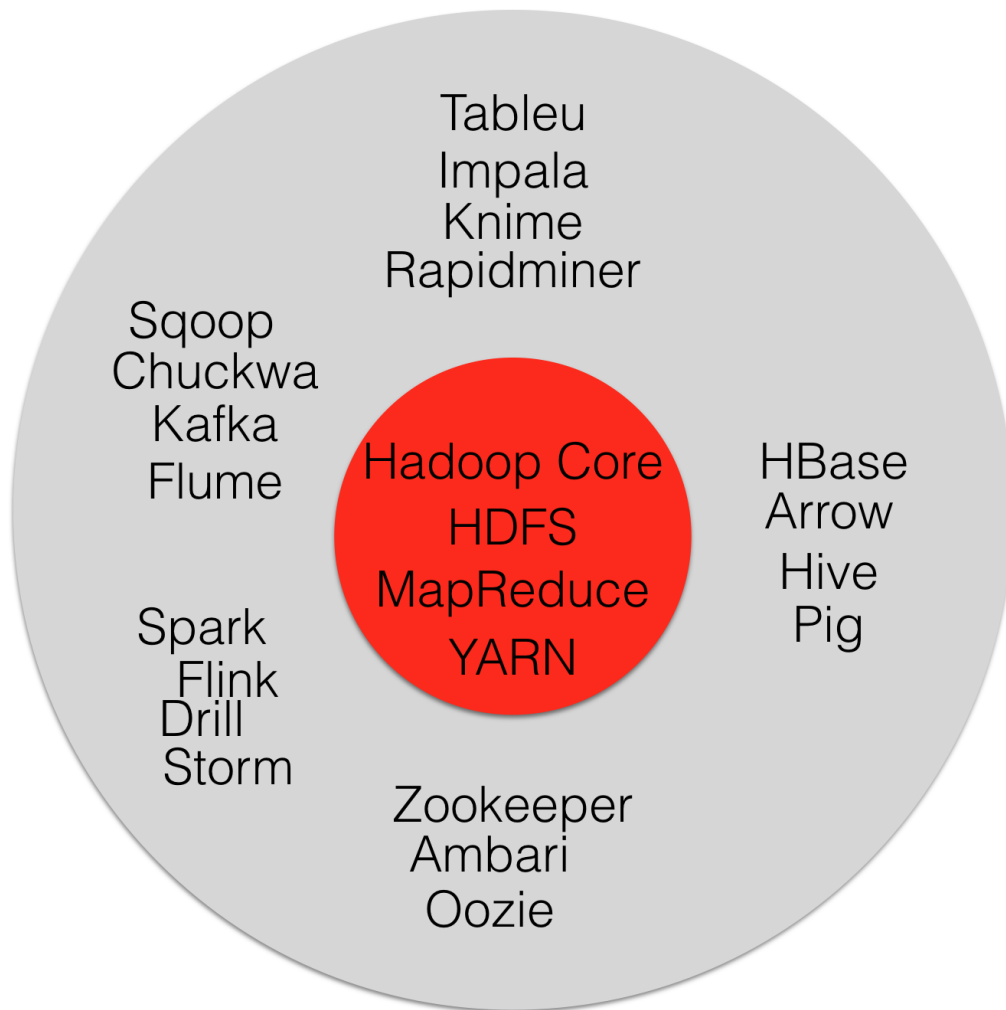 Tableu
Impala
Knime
Rapidminer
Sqoop
Chuckwa
Kafka
Flume
Hadoop Core
HDFS
MapReduce
YARN
HBase
Arrow
Hive
Pig
Spark
Flink
Drill
Storm
Zookeeper
Ambari
Oozie